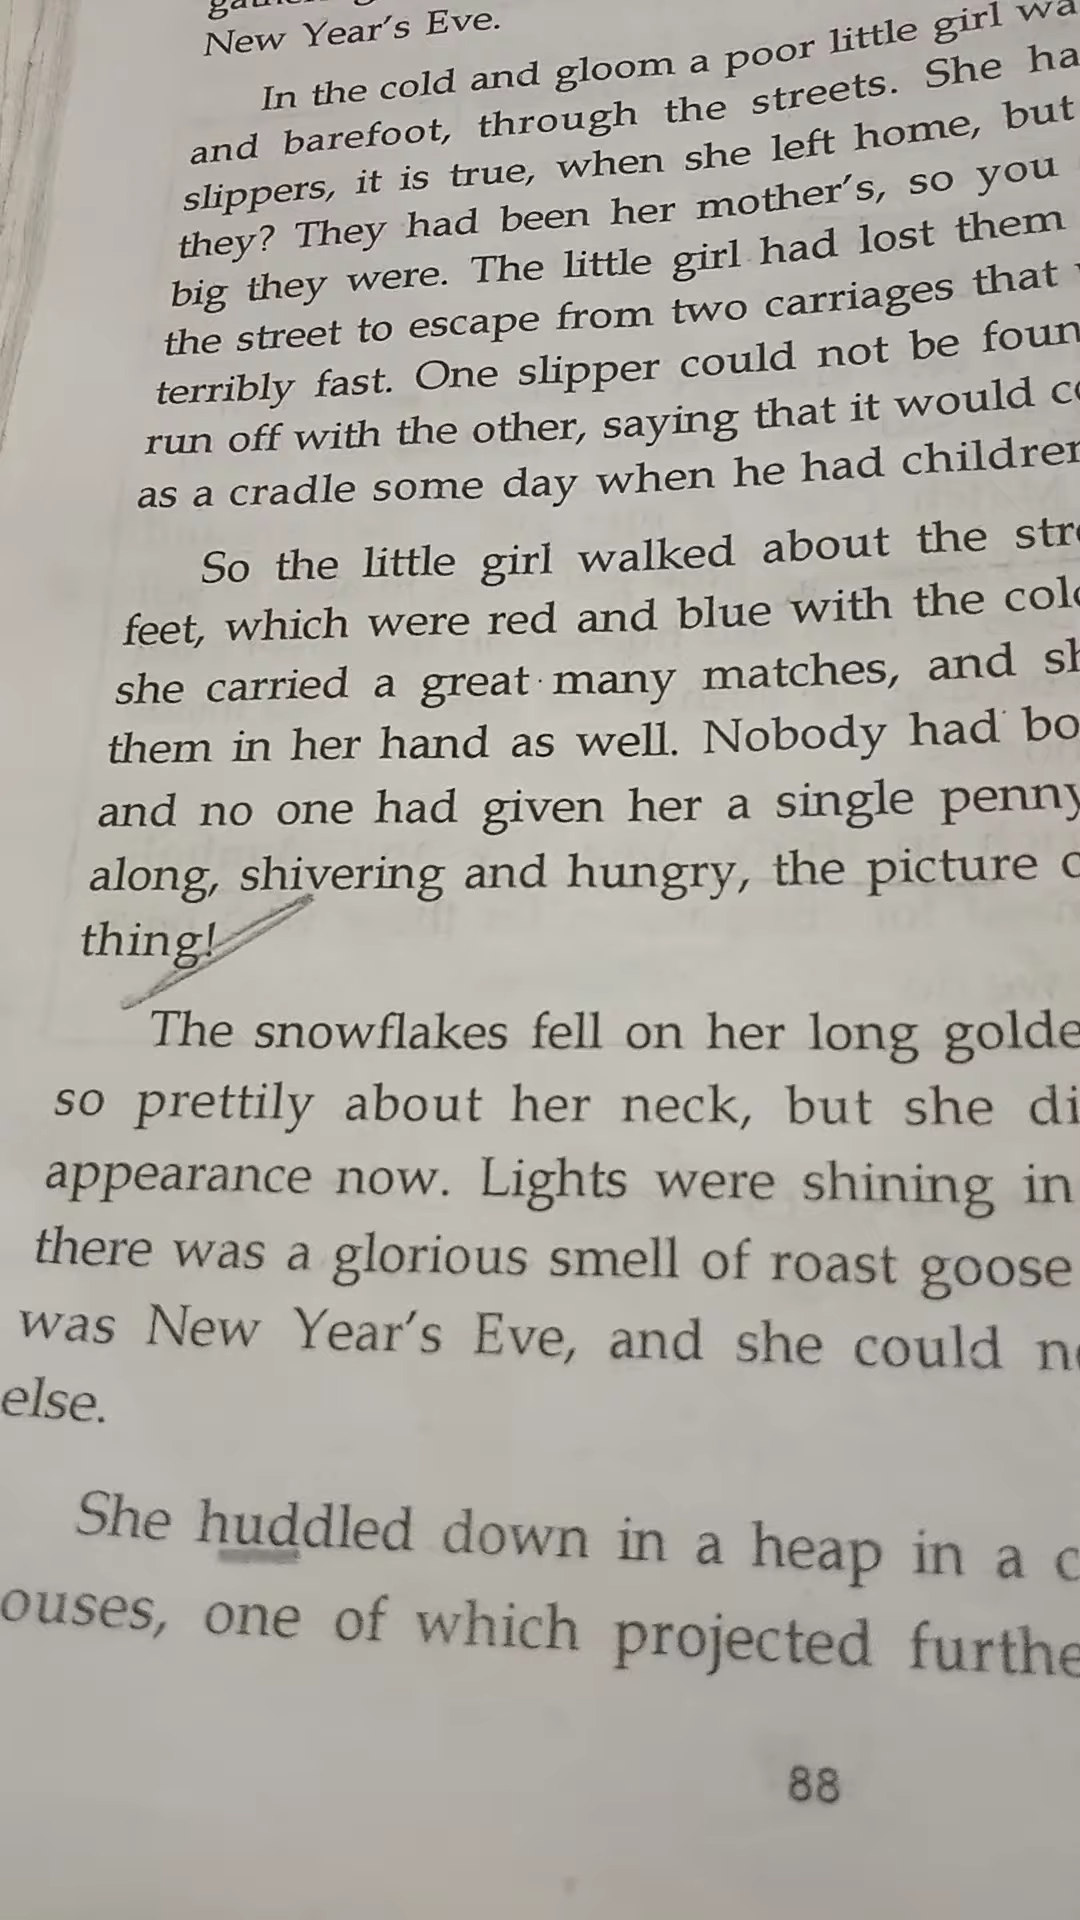 New Year's Eve.
In the cold and gloom a poor little girl
and barefoot, through the streets. She
slippers, it is true, when she left home, but
they? They had been her mother's, so you
big they were. The little girl had lost them
the street to escape from two carriages that
terribly fast. One slipper could not be
run off with the other, saying that it would
as a cradle some day when he had
So the little girl walked about the
feet, which were red and blue with the
she carried a great many matches, and
them in her hand as well. Nobody had
and no one had given her a single penny
along, shivering and hungry, the picture
thing!
The snowflakes fell on her long
so prettily about her neck, but she
appearance now. Lights were shining in
there was a glorious smell of roast goose
was New Year's Eve, and she could
else.
She huddled down in a heap in a
ouses, one of which projected
88